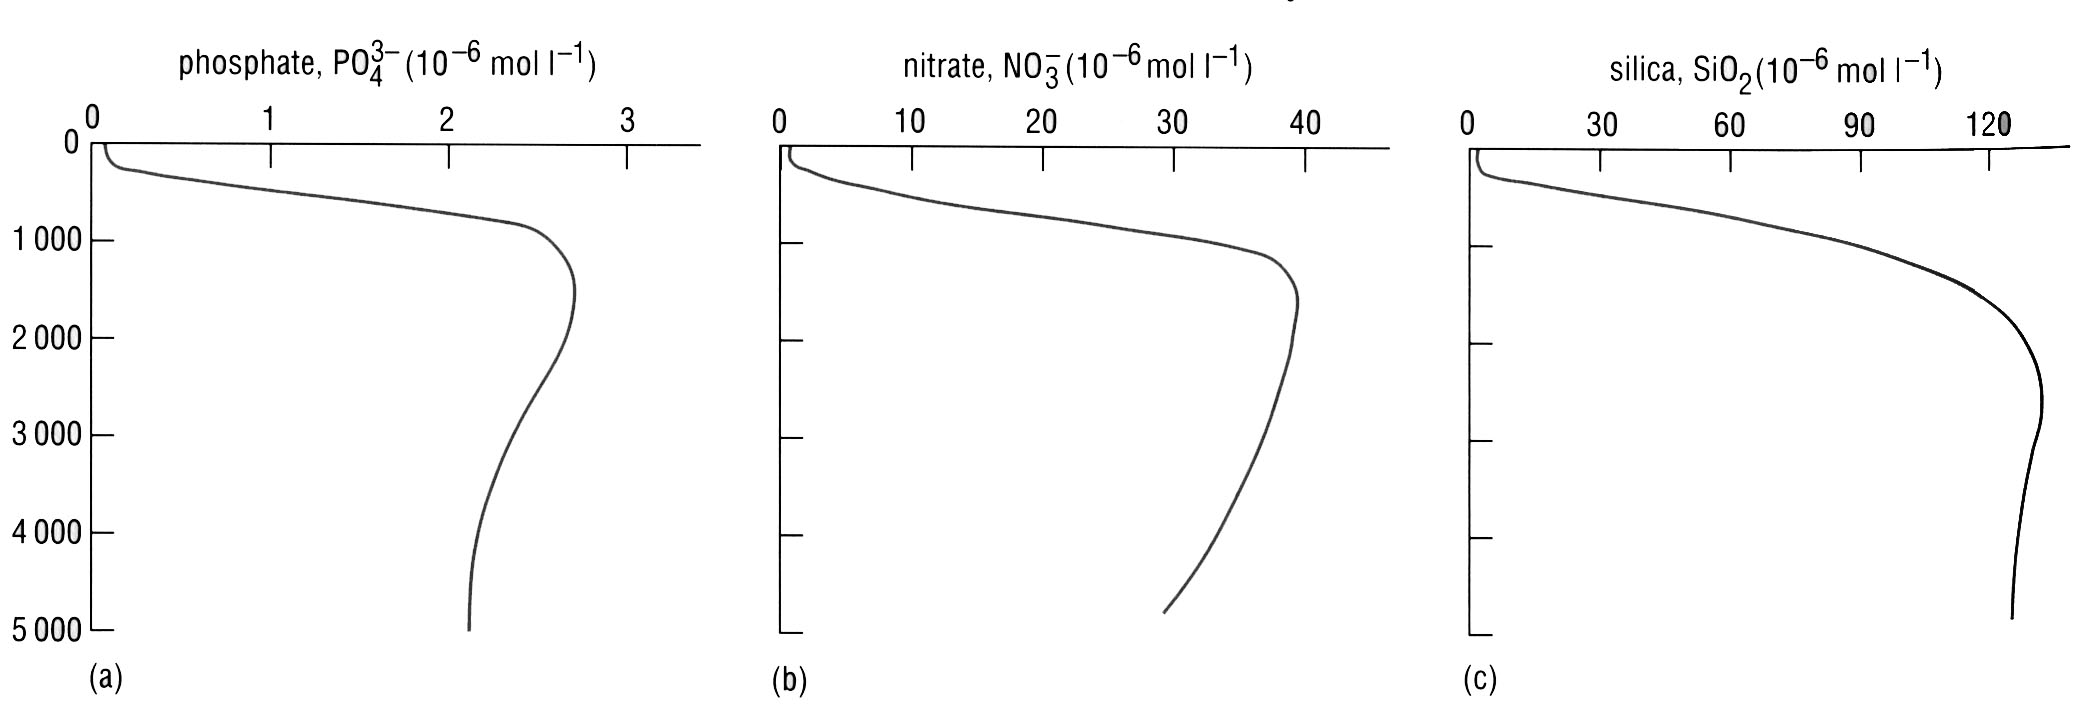 phosphate, PO₄³⁻ (10⁻⁶ mol l⁻¹)
0 1 2 3
0
1 000
2 000
3 000
4 000
5 000
(a)
nitrate, NO₃⁻ (10⁻⁶ mol l⁻¹)
0 10 20 30 40
(b)
silica, SiO₂ (10⁻⁶ mol l⁻¹)
0 30 60 90 120
(c)